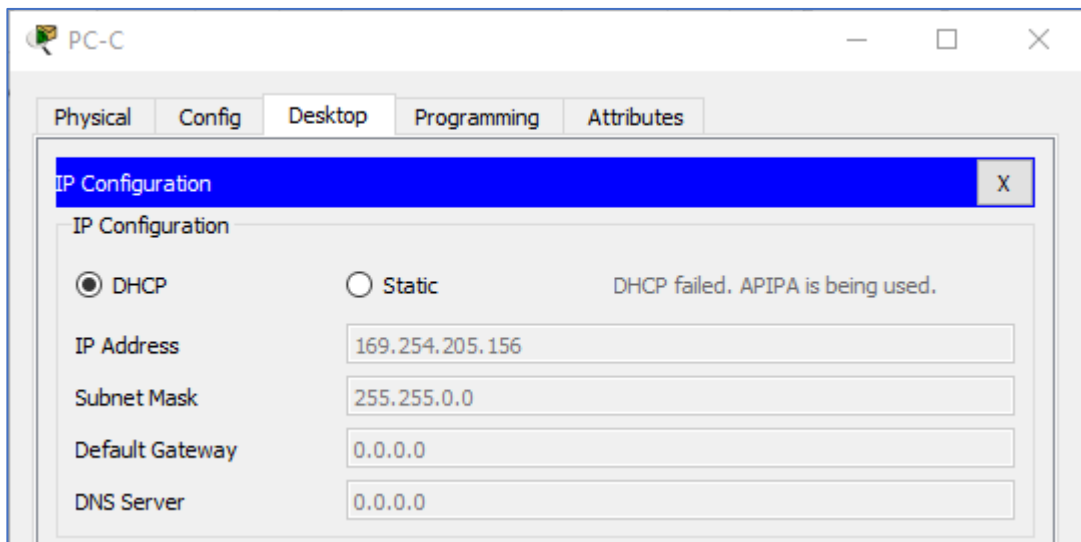 PC-C
Physical Config Desktop Programming Attributes
IP Configuration X
IP Configuration
DHCP Static DHCP failed. APIPA is being used.
IP Address 169.254.205.156
Subnet Mask 255.255.0.0
Default Gateway 0.0.0.0
DNS Server 0.0.0.0